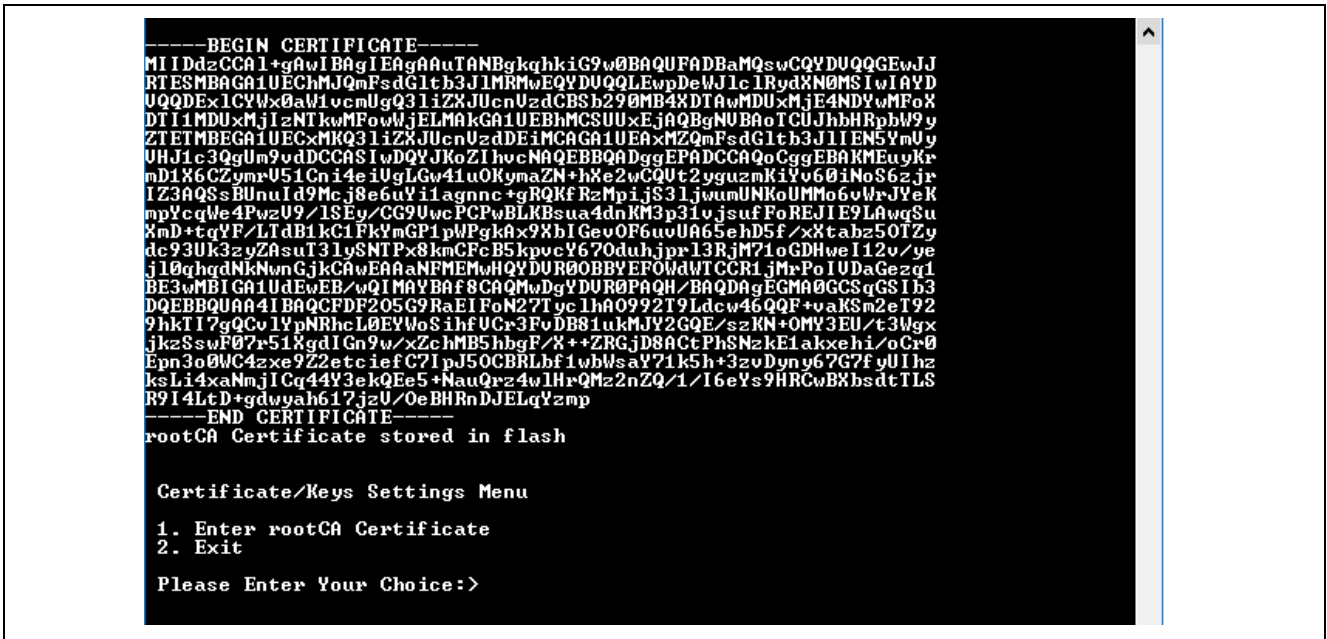 -----BEGIN CERTIFICATE-----
MIIDdzCCAl+gAwIBAgIEAgAAuTANBgkqhkiG9w0BAQUFADBaMQswCQYDVQQGEwJJ
RTESMBAGA1UEChMJQmFsdGltb3JlMRMwEQYDVQQLEwpDeWJlclRydXN0MSIwIAYD
VQQDExlCYWx0aW1vcmUgQ3liZXJUcnVzdCBSb290MB4XDTAwMDUxMjE4NDYwMFoX
DTI1MDUxMjIzNTkwMFowWjELMAkGA1UEBhMCSUUxEjAQBgNVBAoTCUJhbHRpbW9y
ZTETMBEGA1UECxMKQ3liZXJUcnVzdDEiMCAGA1UEAxMZQmFsdGltb3JlIEN5YmVy
VHJ1c3QgUm9vdDCCASIwDQYJKoZIhvcNAQEBBQADggEPADCCAQoCggEBAKMEuyKr
mD1X6CZymrV51Cni4eiVgLGw41uOKymaZN+hXe2wCQVt2yguzmKiYv60iNoS6zjr
IZ3AQSsBUnuId9Mcj8e6uYi1agnnc+gRQKfRzMpijS3ljwumUNKoUMMo6vWrJYeK
mpYcqWe4PwzV9/lSEy/CG9VwcPCPwBLKBsua4dnKM3p31vjsufFoREJIE9LAwqSu
XmD+tqYF/LTdB1kC1FkYmGP1pWPgkAx9XbIGevOF6uvUA65ehD5f/xXtabz5OTZy
dc93Uk3zyZAsuT3lySNTPx8kmCFcB5kpvcY67Oduhjprl3RjM71oGDHweI12v/ye
jl0qhqdNkNwnGjkCAwEAAaNFMEMwHQYDVR0OBBYEFOWdWTCCR1jMrPoIVDaGezq1
BE3wMBIGA1UdEwEB/wQIMAYBAf8CAQMwDgYDVR0PAQH/BAQDAgEGMA0GCSqGSIb3
DQEBBQUAA4IBAQCFDF2O5G9RaEIFoN27TyclhAO992T9Ldcw46QQF+vaKSm2eT92
9hkTI7gQCvlYpNRhcL0EYWoSihfVCr3FvDB81ukMJY2GQE/szKN+OMY3EU/t3Wgx
jkzSswF07r51XgdIGn9w/xZchMB5hbgF/X++ZRGjD8ACtPhSNzkE1akxehi/oCr0
Epn3o0WC4zxe9Z2etciefC7IpJ5OCBRLbf1wbWsaY71k5h+3zvDyny67G7fyUIhz
ksLi4xaNmjICq44Y3ekQEe5+NauQrz4wlHrQMz2nZQ/1/I6eYs9HRCwBXbsdtTLS
R9I4LtD+gdwyah617jzV/OeBHRnDJELqYzmp
-----END CERTIFICATE-----
rootCA Certificate stored in flash
Certificate/Keys Settings Menu
1. Enter rootCA Certificate
2. Exit
Please Enter Your Choice:>